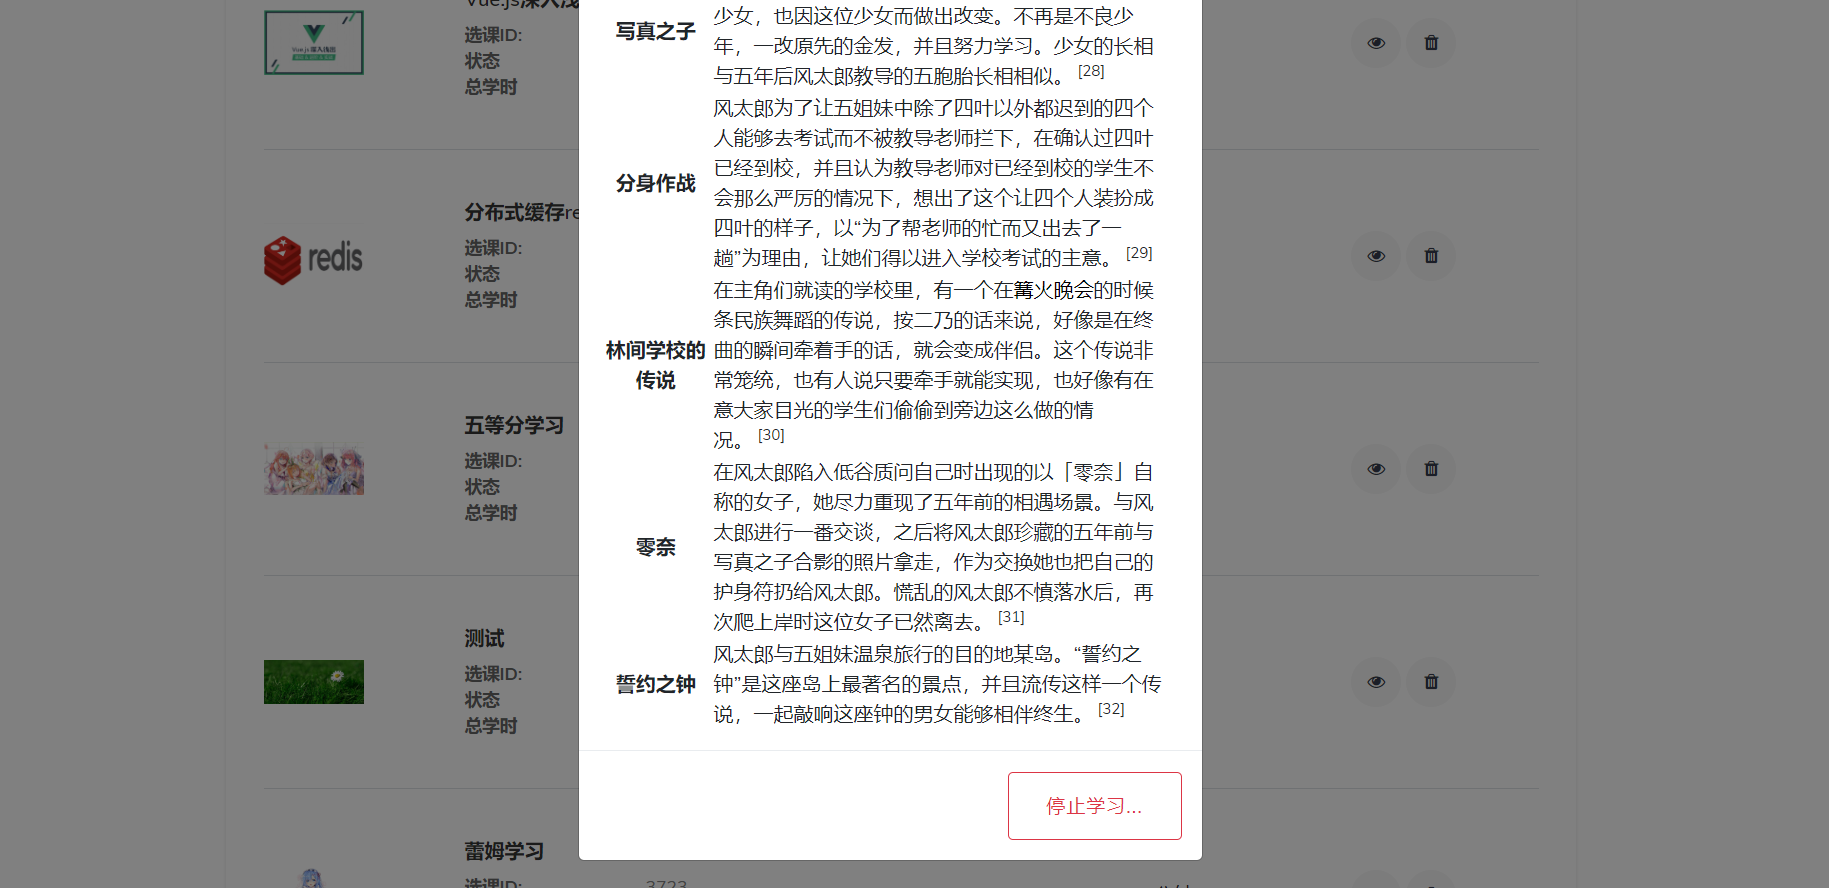 Vue.js深入浅
Vue.js 深入浅出
选课ID:
状态
总学时
分布式缓存re
redis
选课ID:
状态
总学时
五等分学习
选课ID:
状态
总学时
测试
选课ID:
状态
总学时
蕾姆学习
选课ID:
3723
写真之子
少女，也因这位少女而做出改变。不再是不良少
年，一改原先的金发，并且努力学习。少女的长相
与五年后风太郎教导的五胞胎长相相似。 [28]
分身作战
风太郎为了让五姐妹中除了四叶以外都迟到的四个
人能够去考试而不被教导老师拦下，在确认过四叶
已经到校，并且认为教导老师对已经到校的学生不
会那么严厉的情况下，想出了这个让四个人装扮成
四叶的样子，以“为了帮老师的忙而又出去了一
趟”为理由，让她们得以进入学校考试的主意。 [29]
林间学校的
传说
在主角们就读的学校里，有一个在篝火晚会的时候
条民族舞蹈的传说，按二乃的话来说，好像是在终
曲的瞬间牵着手的话，就会变成伴侣。这个传说非
常笼统，也有人说只要牵手就能实现，也好像有在
意大家目光的学生们偷偷到旁边这么做的情
况。 [30]
零奈
在风太郎陷入低谷质问自己时出现的以「零奈」自
称的女子，她尽力重现了五年前的相遇场景。与风
太郎进行一番交谈，之后将风太郎珍藏的五年前与
写真之子合影的照片拿走，作为交换她也把自己的
护身符扔给风太郎。慌乱的风太郎不慎落水后，再
次爬上岸时这位女子已然离去。 [31]
誓约之钟
风太郎与五姐妹温泉旅行的目的地某岛。“誓约之
钟”是这座岛上最著名的景点，并且流传这样一个传
说，一起敲响这座钟的男女能够相伴终生。 [32]
停止学习...